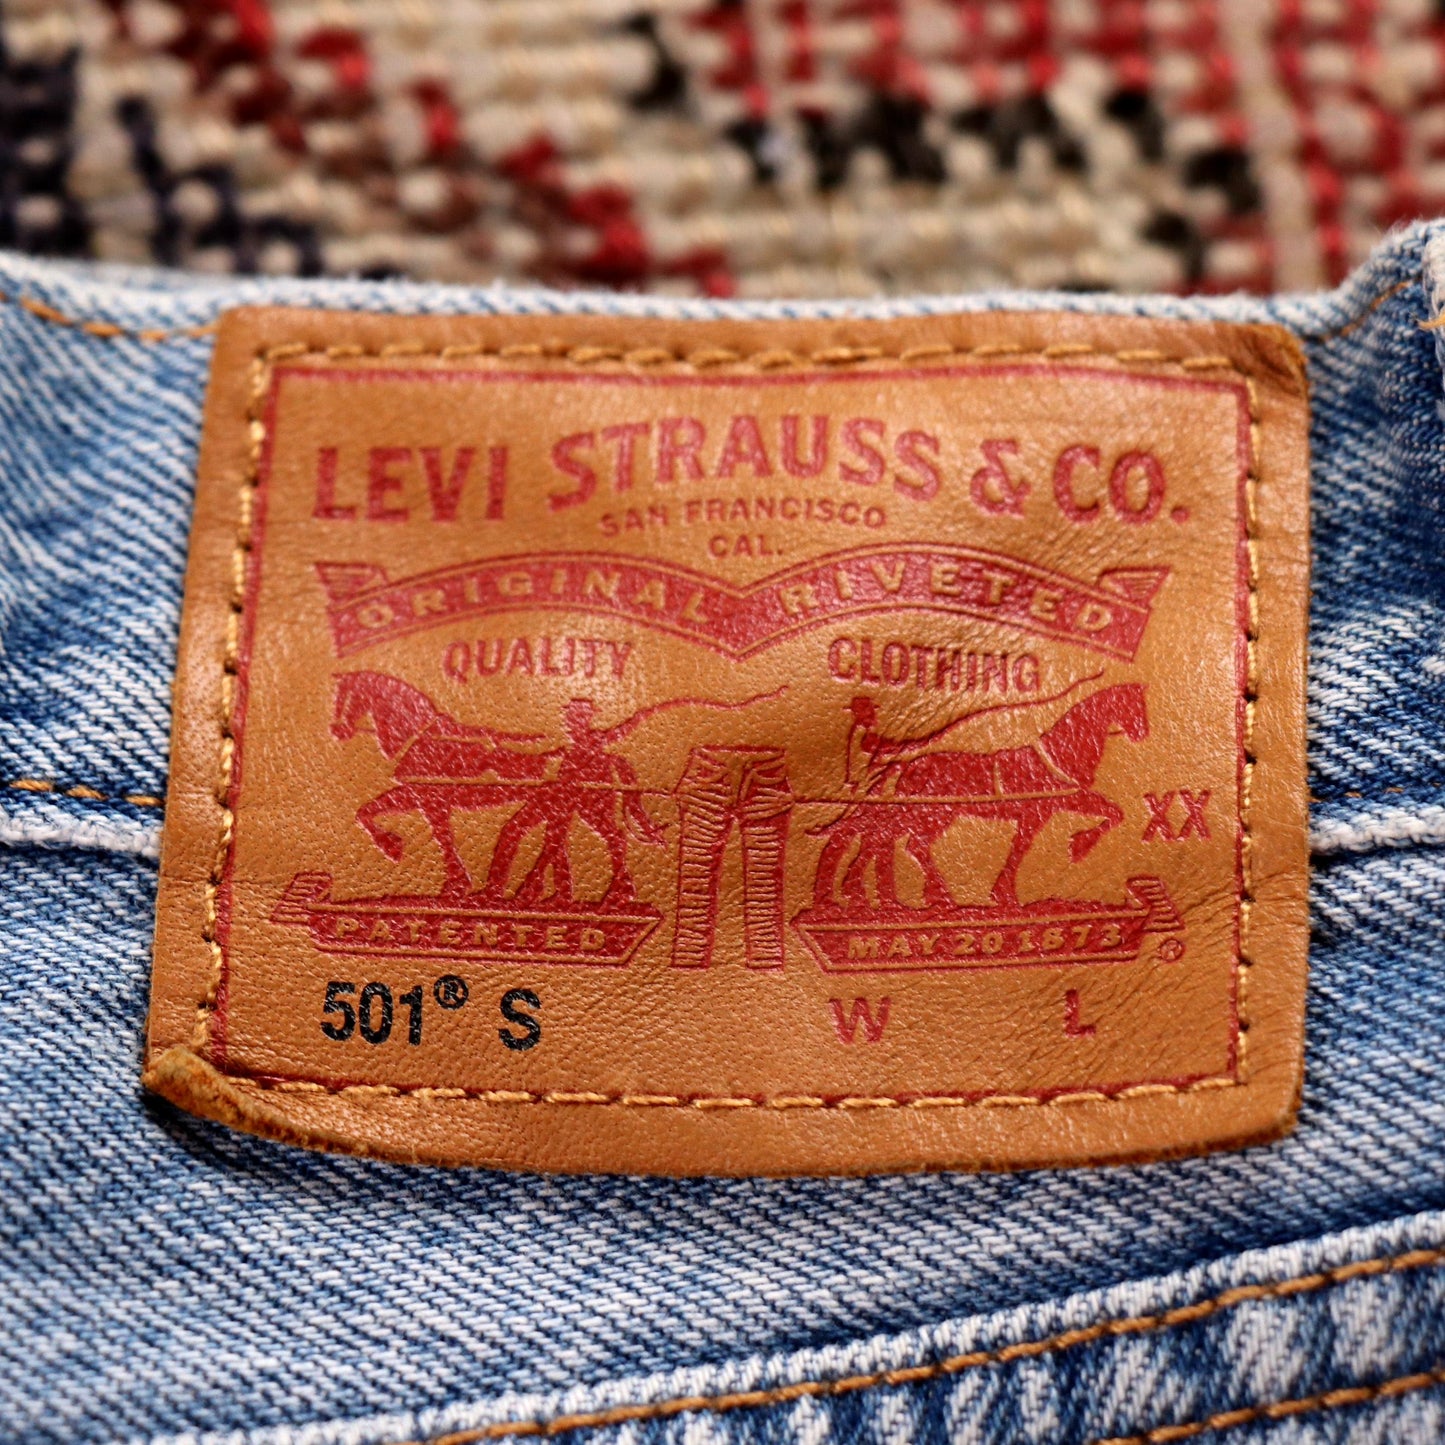 LEVI STRAUSS & CO.
SAN FRANCISCO
CAL.
ORIGINAL RIVETED
QUALITY CLOTHING
XX
PATENTED MAY 20 1873 ®
501® S W L